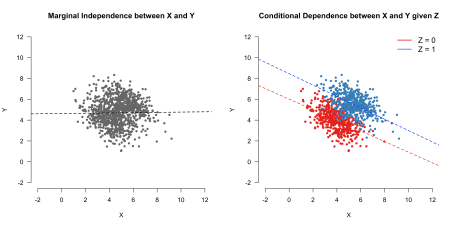 Marginal Independence between X and Y
12
10
8
6
4
2
0
-2
Y
-2 0 2 4 6 8 10 12
X
Conditional Dependence between X and Y given Z
Z = 0
Z = 1
12
10
8
6
4
2
0
-2
Y
-2 0 2 4 6 8 10 12
X